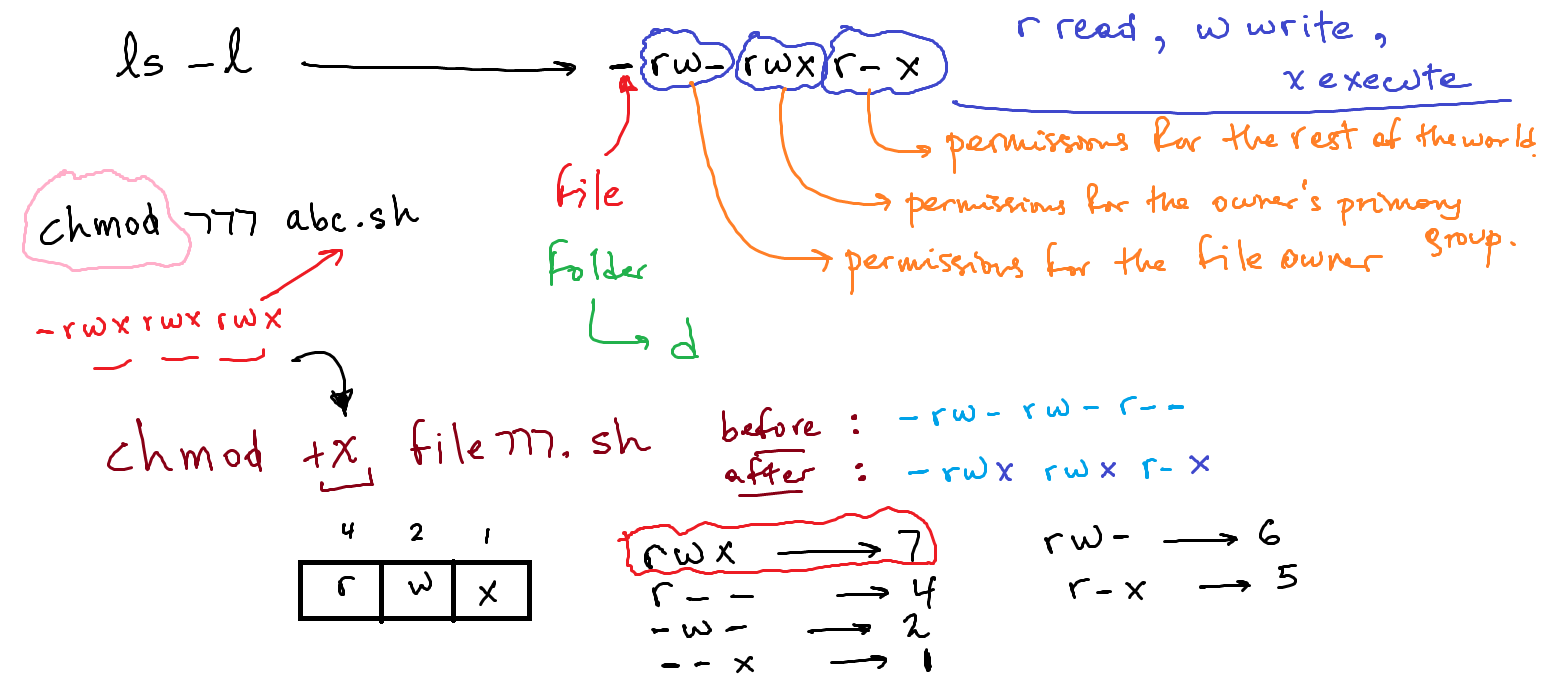 ls -l → -rw-rwxr-x
r read, w write,
x execute
permissions for the rest of the world.
file
permissions for the owner's primary
group.
permissions for the file owner
chmod 777 abc.sh
folder
→ d
-rwx rwx rwx
chmod +x file777.sh
before : -rw- rw- r--
after : -rwx rwx r-x
4 2 1
r w x
rwx → 7
r-- → 4
-w- → 2
--x → 1
rw- → 6
r-x → 5